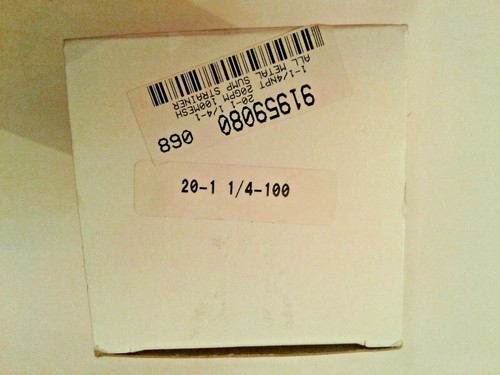 91959080 068
20-1 1/4-1
1-1/4NPT 20GPM 100MESH
ALL METAL SUMP STRAINER
20-1 1/4-100